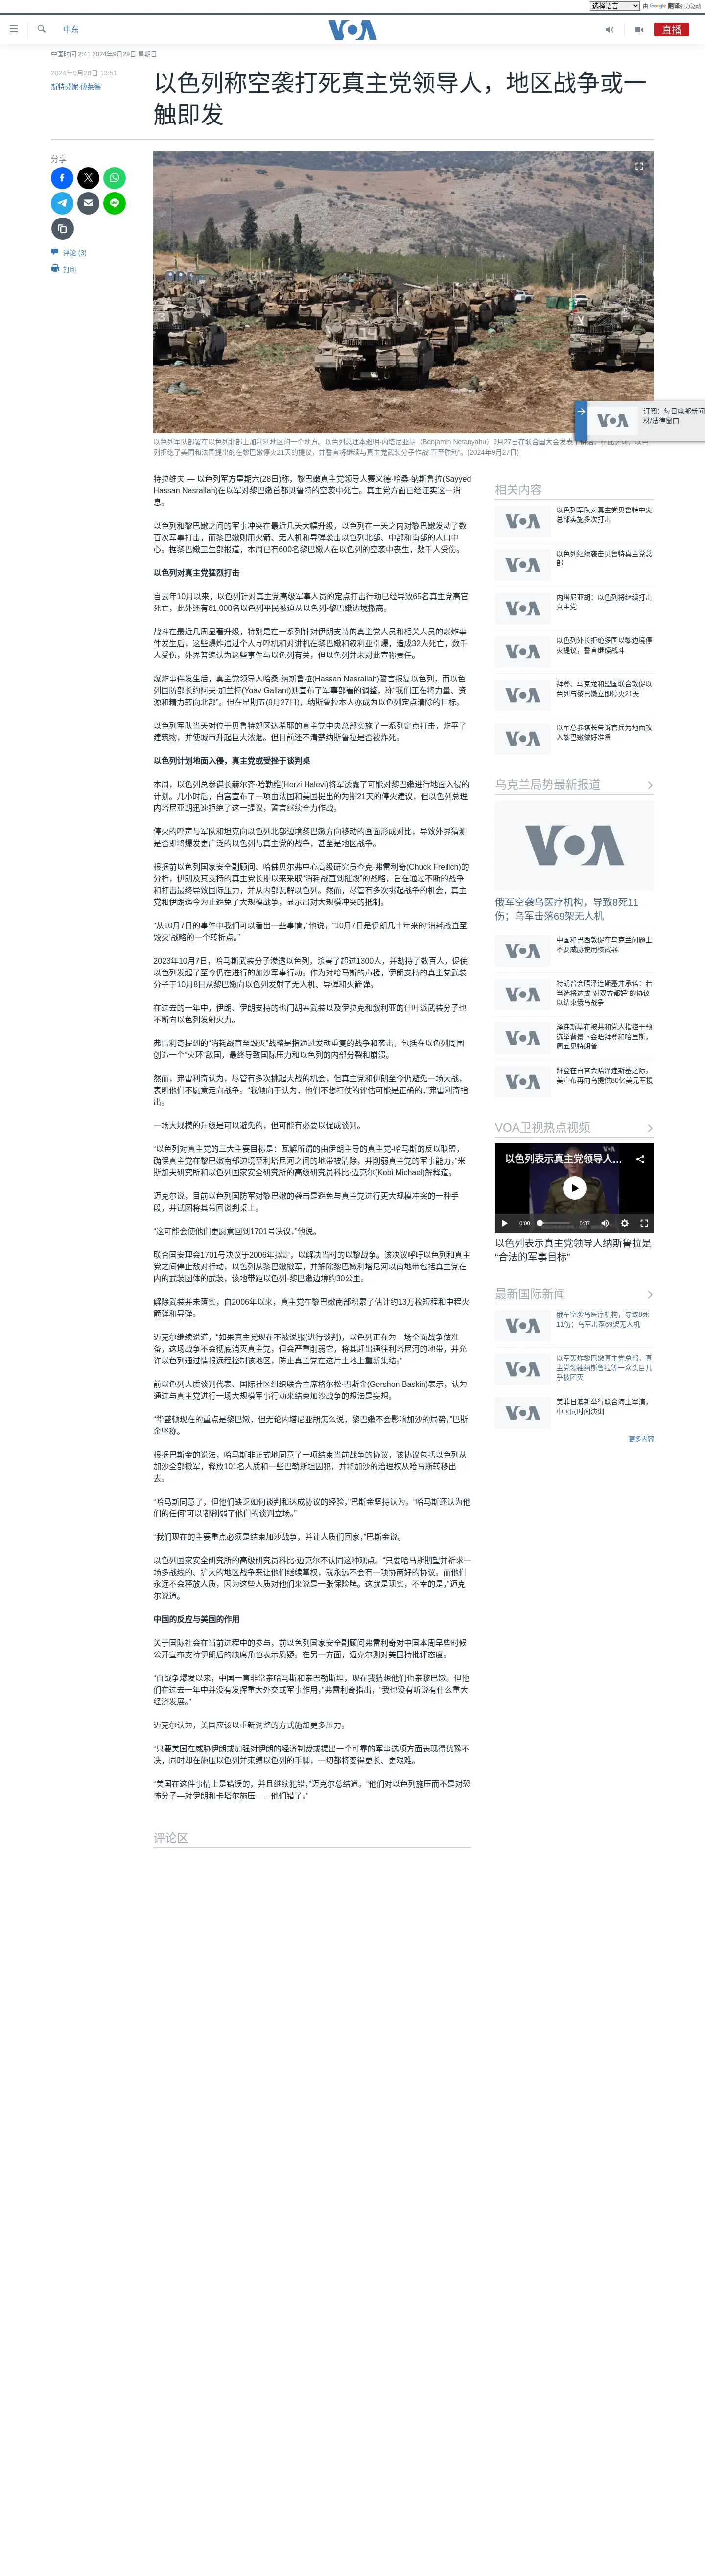 选择语言
由 Google 翻译强力驱动
中东
VOA
直播
中国时间 2:41 2024年9月29日 星期日
2024年9月28日 13:51
斯特芬妮·傅莱德
以色列称空袭打死真主党领导人，地区战争或一
触即发
分享
评论 (3)
打印
订阅：每日电邮新闻
材/法律窗口
以色列军队部署在以色列北部上加利利地区的一个地方。以色列总理本雅明·内塔尼亚胡（Benjamin Netanyahu）9月27日在联合国大会发表
列拒绝了美国和法国提出的在黎巴嫩停火21天的提议，并誓言将继续与真主党武装分子作战“直至胜利”。(2024年9月27日)
特拉维夫 — 以色列军方星期六(28日)称，黎巴嫩真主党领导人赛义德·哈桑·纳斯鲁拉(Sayyed
Hassan Nasrallah)在以军对黎巴嫩首都贝鲁特的空袭中死亡。真主党方面已经证实这一消
息。
以色列和黎巴嫩之间的军事冲突在最近几天大幅升级，以色列在一天之内对黎巴嫩发动了数
百次军事打击，而黎巴嫩则用火箭、无人机和导弹袭击以色列北部、中部和南部的人口中
心。据黎巴嫩卫生部报道，本周已有600名黎巴嫩人在以色列的空袭中丧生，数千人受伤。
以色列对真主党猛烈打击
自去年10月以来，以色列针对真主党高级军事人员的定点打击行动已经导致65名真主党高官
死亡，此外还有61,000名以色列平民被迫从以色列-黎巴嫩边境撤离。
战斗在最近几周显著升级，特别是在一系列针对伊朗支持的真主党人员和相关人员的爆炸事
件发生后，这些爆炸通过个人寻呼机和对讲机在黎巴嫩和叙利亚引爆，造成32人死亡，数千
人受伤，外界普遍认为这些事件与以色列有关，但以色列并未对此宣称责任。
爆炸事件发生后，真主党领导人哈桑·纳斯鲁拉(Hassan Nasrallah)誓言报复以色列，而以色
列国防部长约阿夫·加兰特(Yoav Gallant)则宣布了军事部署的调整，称“我们正在将力量、资
源和精力转向北部”。但在星期五(9月27日)，纳斯鲁拉本人亦成为以色列定点清除的目标。
以色列军队当天对位于贝鲁特郊区达希耶的真主党中央总部实施了一系列定点打击，炸平了
建筑物，并使城市升起巨大浓烟。但目前还不清楚纳斯鲁拉是否被炸死。
以色列计划地面入侵，真主党或受挫于谈判桌
本周，以色列总参谋长赫尔齐·哈勒维(Herzi Halevi)将军透露了可能对黎巴嫩进行地面入侵的
计划。几小时后，白宫宣布了一项由法国和美国提出的为期21天的停火建议，但以色列总理
内塔尼亚胡迅速拒绝了这一提议，誓言继续全力作战。
停火的呼声与军队和坦克向以色列北部边境黎巴嫩方向移动的画面形成对比，导致外界猜测
是否即将爆发更广泛的以色列与真主党的战争，甚至是地区战争。
根据前以色列国家安全副顾问、哈佛贝尔弗中心高级研究员查克·弗雷利奇(Chuck Freilich)的
分析，伊朗及其支持的真主党长期以来采取“消耗战直到摧毁”的战略，旨在通过不断的战争
和打击最终导致国际压力，并从内部瓦解以色列。然而，尽管有多次挑起战争的机会，真主
党和伊朗迄今为止避免了大规模战争，显示出对大规模冲突的抵制。
“从10月7日的事件中我们可以看出一些事情，”他说，“10月7日是伊朗几十年来的‘消耗战直至
毁灭’战略的一个转折点。”
2023年10月7日，哈马斯武装分子渗透以色列，杀害了超过1300人，并劫持了数百人，促使
以色列发起了至今仍在进行的加沙军事行动。作为对哈马斯的声援，伊朗支持的真主党武装
分子于10月8日从黎巴嫩向以色列发射了无人机、导弹和火箭弹。
在过去的一年中，伊朗、伊朗支持的也门胡塞武装以及伊拉克和叙利亚的什叶派武装分子也
不断向以色列发射火力。
弗雷利奇提到的“消耗战直至毁灭”战略是指通过发动重复的战争和袭击，包括在以色列周围
创造一个“火环”敌国，最终导致国际压力和以色列的内部分裂和崩溃。
然而，弗雷利奇认为，尽管有多次挑起大战的机会，但真主党和伊朗至今仍避免一场大战，
表明他们不愿意走向战争。“我倾向于认为，他们不想打仗的评估可能是正确的，”弗雷利奇指
出。
一场大规模的升级是可以避免的，但可能有必要以促成谈判。
“以色列对真主党的三大主要目标是：瓦解所谓的由伊朗主导的真主党-哈马斯的反以联盟，
确保真主党在黎巴嫩南部边境至利塔尼河之间的地带被清除，并削弱真主党的军事能力，”米
斯加夫研究所和以色列国家安全研究所的高级研究员科比·迈克尔(Kobi Michael)解释道。
迈克尔说，目前以色列国防军对黎巴嫩的袭击是避免与真主党进行更大规模冲突的一种手
段，并试图将其带回谈判桌上。
“这可能会使他们更愿意回到1701号决议，”他说。
联合国安理会1701号决议于2006年拟定，以解决当时的以黎战争。该决议呼吁以色列和真主
党之间停止敌对行动，以色列从黎巴嫩撤军，并解除黎巴嫩利塔尼河以南地带包括真主党在
内的武装团体的武装，该地带距以色列-黎巴嫩边境约30公里。
解除武装并未落实，自2006年以来，真主党在黎巴嫩南部积累了估计约13万枚短程和中程火
箭弹和导弹。
迈克尔继续说道，“如果真主党现在不被说服(进行谈判)，以色列正在为一场全面战争做准
备，这场战争不会彻底消灭真主党，但会严重削弱它，将其赶出通往利塔尼河的地带，并允
许以色列通过情报远程控制该地区，防止真主党在这片土地上重新集结。”
前以色列人质谈判代表、国际社区组织联合主席格尔松·巴斯金(Gershon Baskin)表示，认为
通过与真主党进行一场大规模军事行动来结束加沙战争的想法是妄想。
“华盛顿现在的重点是黎巴嫩，但无论内塔尼亚胡怎么说，黎巴嫩不会影响加沙的局势，”巴斯
金坚称。
根据巴斯金的说法，哈马斯非正式地同意了一项结束当前战争的协议，该协议包括以色列从
加沙全部撤军，释放101名人质和一些巴勒斯坦囚犯，并将加沙的治理权从哈马斯转移出
去。
“哈马斯同意了，但他们缺乏如何谈判和达成协议的经验，”巴斯金坚持认为。“哈马斯还认为他
们的任何‘可以’都削弱了他们的谈判立场。”
“我们现在的主要重点必须是结束加沙战争，并让人质们回家，”巴斯金说。
以色列国家安全研究所的高级研究员科比·迈克尔不认同这种观点。“只要哈马斯期望并祈求一
场多战线的、扩大的地区战争来让他们继续掌权，就永远不会有一项协商好的协议。而他们
永远不会释放人质，因为这些人质对他们来说是一张保险牌。这就是现实，不幸的是，”迈克
尔说道。
中国的反应与美国的作用
关于国际社会在当前进程中的参与，前以色列国家安全副顾问弗雷利奇对中国本周早些时候
公开宣布支持伊朗后的缺席角色表示质疑。在另一方面，迈克尔则对美国持批评态度。
“自战争爆发以来，中国一直非常亲哈马斯和亲巴勒斯坦，现在我猜想他们也亲黎巴嫩。但他
们在过去一年中并没有发挥重大外交或军事作用，”弗雷利奇指出，“我也没有听说有什么重大
经济发展。”
迈克尔认为，美国应该以重新调整的方式施加更多压力。
“只要美国在威胁伊朗或加强对伊朗的经济制裁或提出一个可靠的军事选项方面表现得犹豫不
决，同时却在施压以色列并束缚以色列的手脚，一切都将变得更长、更艰难。
“美国在这件事情上是错误的，并且继续犯错，”迈克尔总结道。“他们对以色列施压而不是对恐
怖分子—对伊朗和卡塔尔施压……他们错了。”
评论区
相关内容
以色列军队对真主党贝鲁特中央
总部实施多次打击
以色列继续袭击贝鲁特真主党总
部
内塔尼亚胡：以色列将继续打击
真主党
以色列外长拒绝多国以黎边境停
火提议，誓言继续战斗
拜登、马克龙和盟国联合敦促以
色列与黎巴嫩立即停火21天
以军总参谋长告诉官兵为地面攻
入黎巴嫩做好准备
乌克兰局势最新报道
俄军空袭乌医疗机构，导致8死11
伤；乌军击落69架无人机
中国和巴西敦促在乌克兰问题上
不要威胁使用核武器
特朗普会晤泽连斯基并承诺：若
当选将达成“对双方都好”的协议
以结束俄乌战争
泽连斯基在被共和党人指控干预
选举背景下会晤拜登和哈里斯，
周五见特朗普
拜登在白宫会晤泽连斯基之际，
美宣布再向乌提供80亿美元军援
VOA卫视热点视频
以色列表示真主党领导人...
0:00
0:37
以色列表示真主党领导人纳斯鲁拉是
“合法的军事目标”
最新国际新闻
俄军空袭乌医疗机构，导致8死
11伤；乌军击落69架无人机
以军轰炸黎巴嫩真主党总部，真
主党领袖纳斯鲁拉等一众头目几
乎被团灭
美菲日澳新举行联合海上军演，
中国同时间演训
更多内容